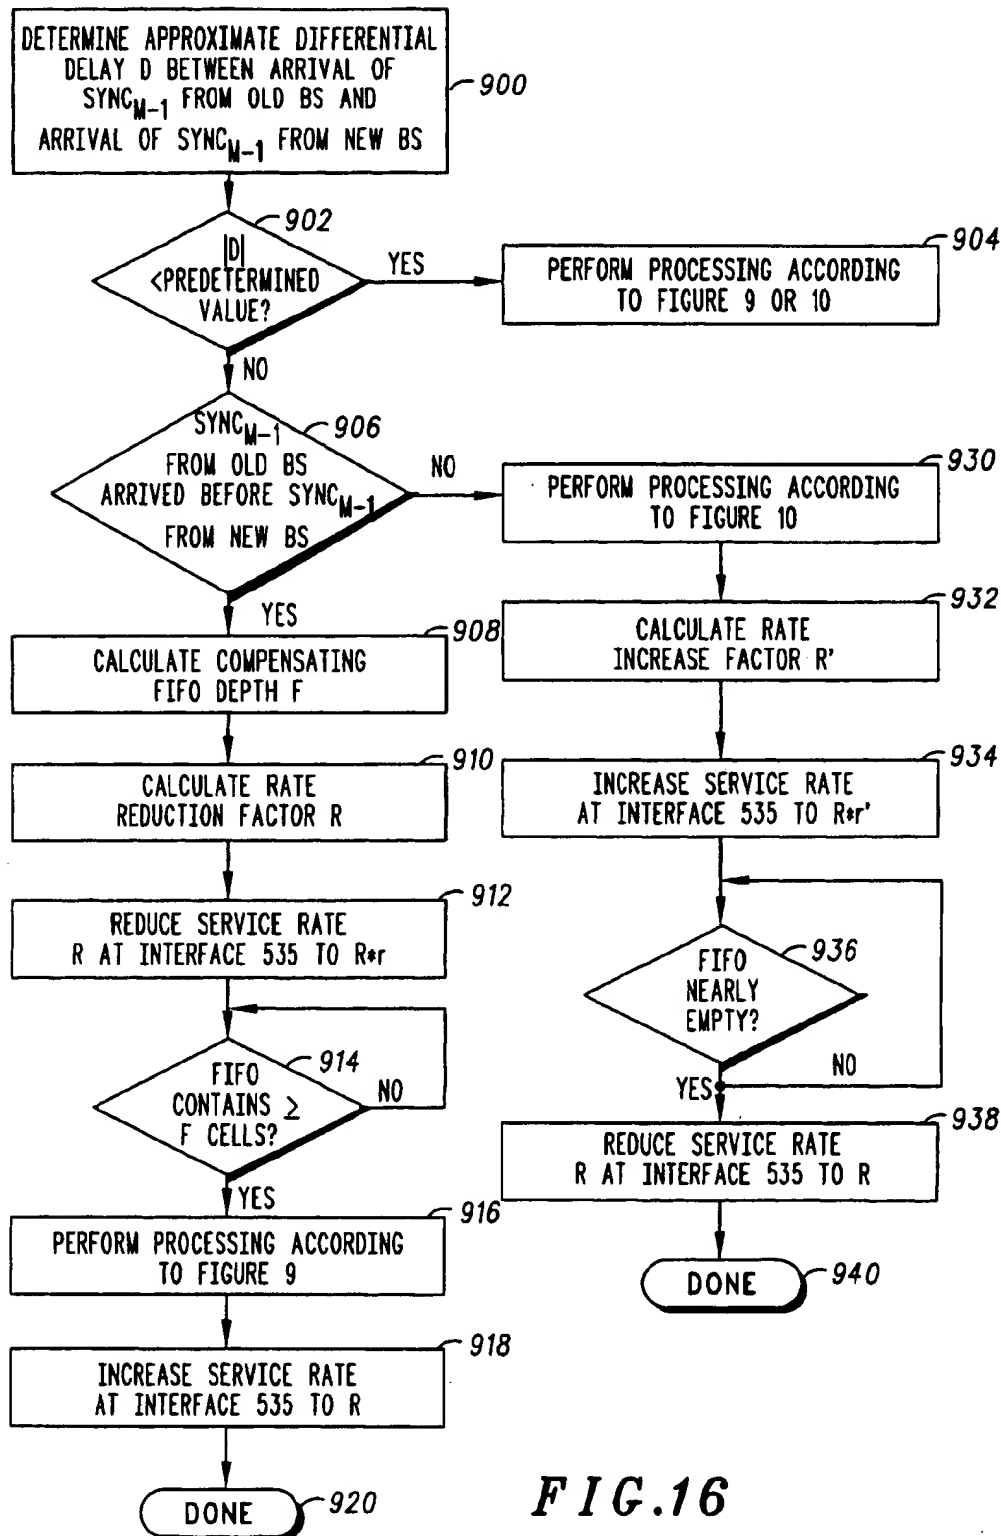 DETERMINE APPROXIMATE DIFFERENTIAL
DELAY D BETWEEN ARRIVAL OF
SYNCM-1 FROM OLD BS AND
ARRIVAL OF SYNCM-1 FROM NEW BS
900
902
|D|
<PREDETERMINED
VALUE?
YES
904
PERFORM PROCESSING ACCORDING
TO FIGURE 9 OR 10
NO
906
SYNCM-1
FROM OLD BS
ARRIVED BEFORE SYNCM-1
FROM NEW BS
NO
930
PERFORM PROCESSING ACCORDING
TO FIGURE 10
YES
932
CALCULATE RATE
INCREASE FACTOR R'
908
CALCULATE COMPENSATING
FIFO DEPTH F
934
INCREASE SERVICE RATE
AT INTERFACE 535 TO R*r'
910
CALCULATE RATE
REDUCTION FACTOR R
912
REDUCE SERVICE RATE
R AT INTERFACE 535 TO R*r
936
FIFO
NEARLY
EMPTY?
NO
YES
914
FIFO
CONTAINS ≥
F CELLS?
NO
YES
938
REDUCE SERVICE RATE
R AT INTERFACE 535 TO R
916
PERFORM PROCESSING ACCORDING
TO FIGURE 9
DONE
940
918
INCREASE SERVICE RATE
AT INTERFACE 535 TO R
DONE
920
FIG.16